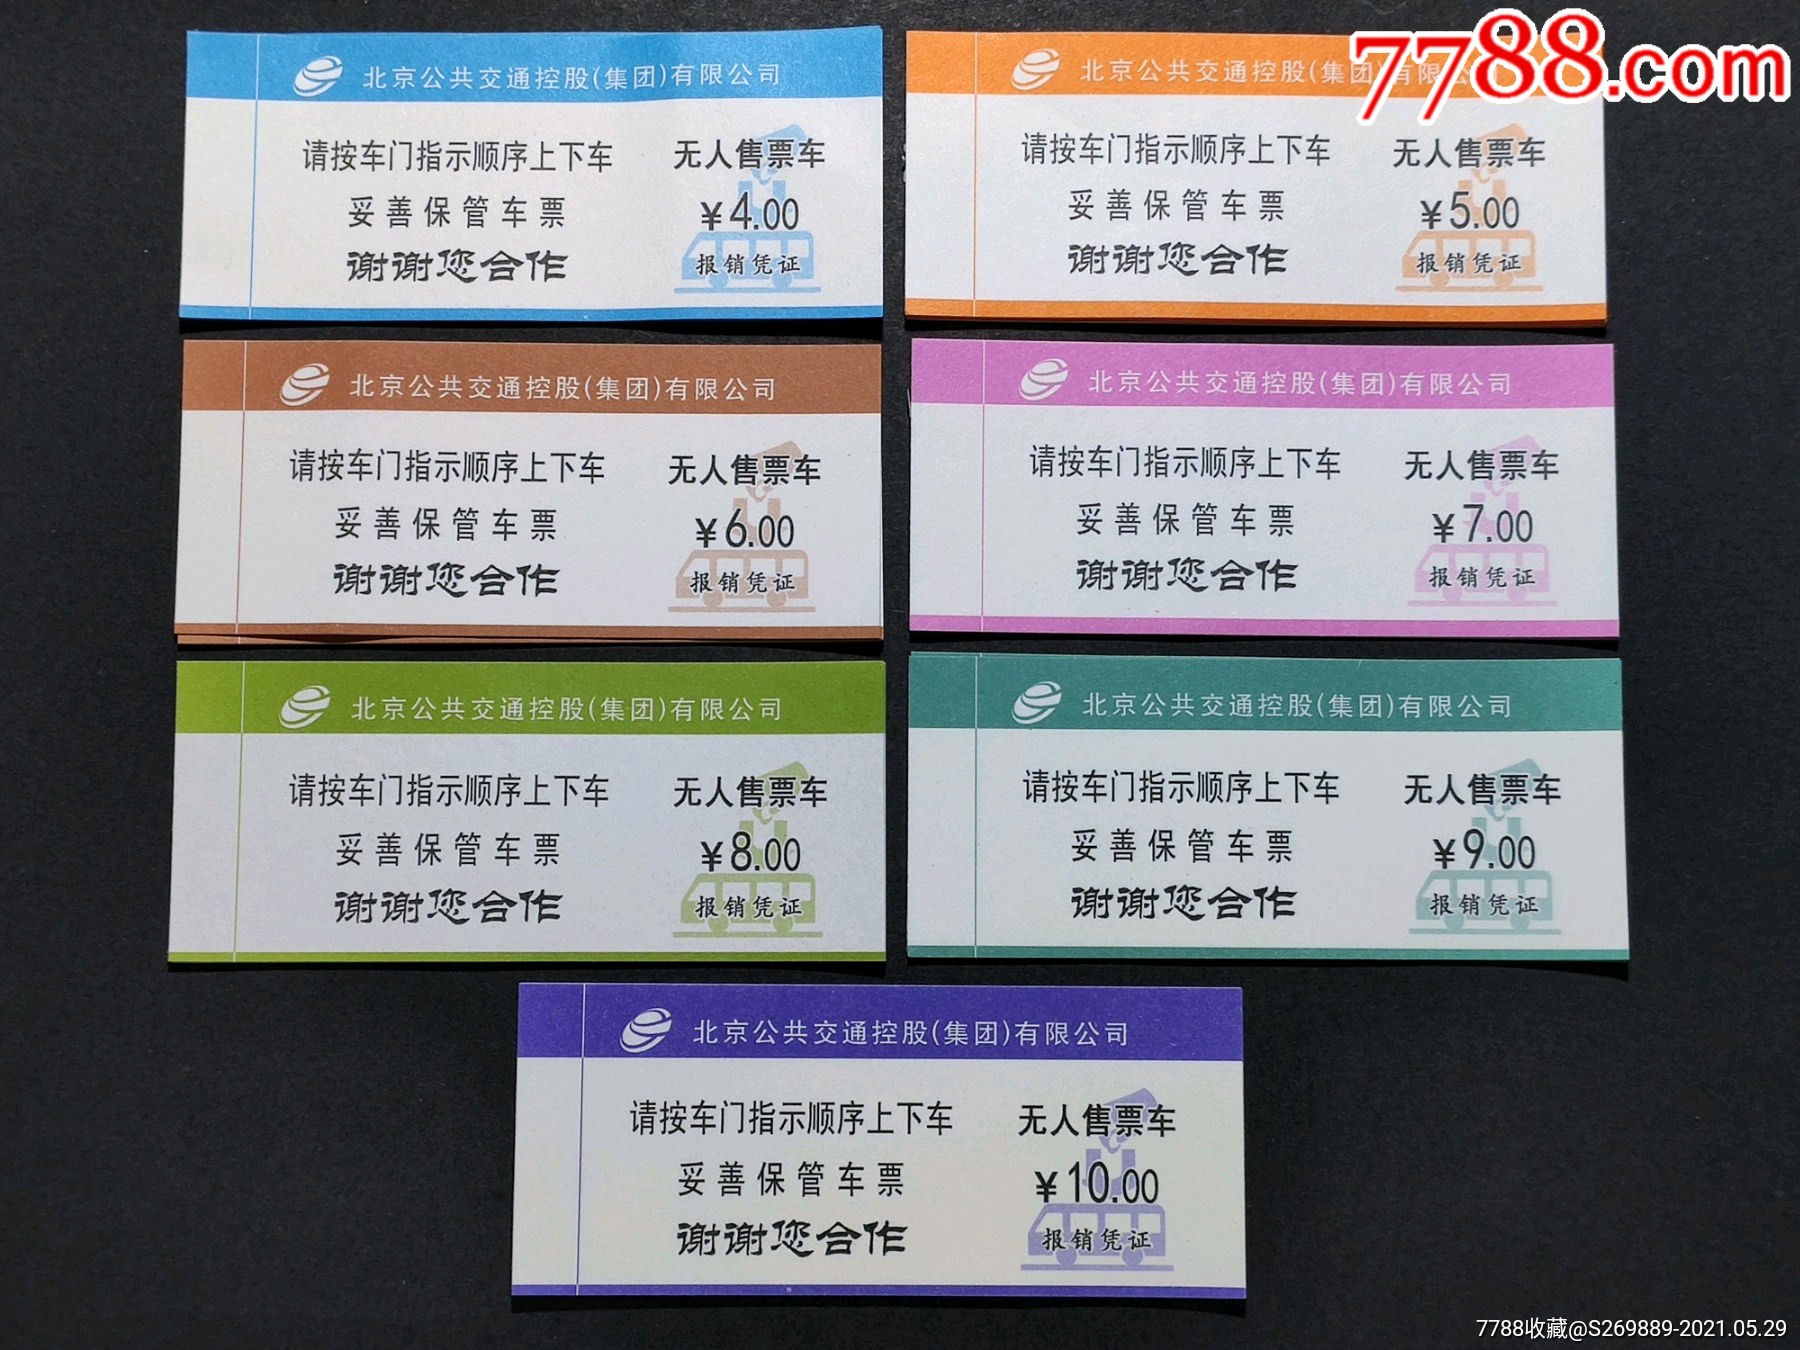 7788.com
北京公共交通控股(集团)有限公司
请按车门指示顺序上下车
无人售票车
妥善保管车票
¥4.00
谢谢您合作
报销凭证
北京公共交通控股(集团)有限公司
请按车门指示顺序上下车
无人售票车
妥善保管车票
¥5.00
谢谢您合作
报销凭证
北京公共交通控股(集团)有限公司
请按车门指示顺序上下车
无人售票车
妥善保管车票
¥6.00
谢谢您合作
报销凭证
北京公共交通控股(集团)有限公司
请按车门指示顺序上下车
无人售票车
妥善保管车票
¥7.00
谢谢您合作
报销凭证
北京公共交通控股(集团)有限公司
请按车门指示顺序上下车
无人售票车
妥善保管车票
¥8.00
谢谢您合作
报销凭证
北京公共交通控股(集团)有限公司
请按车门指示顺序上下车
无人售票车
妥善保管车票
¥9.00
谢谢您合作
报销凭证
北京公共交通控股(集团)有限公司
请按车门指示顺序上下车
无人售票车
妥善保管车票
¥10.00
谢谢您合作
报销凭证
7788收藏@S269889-2021.05.29